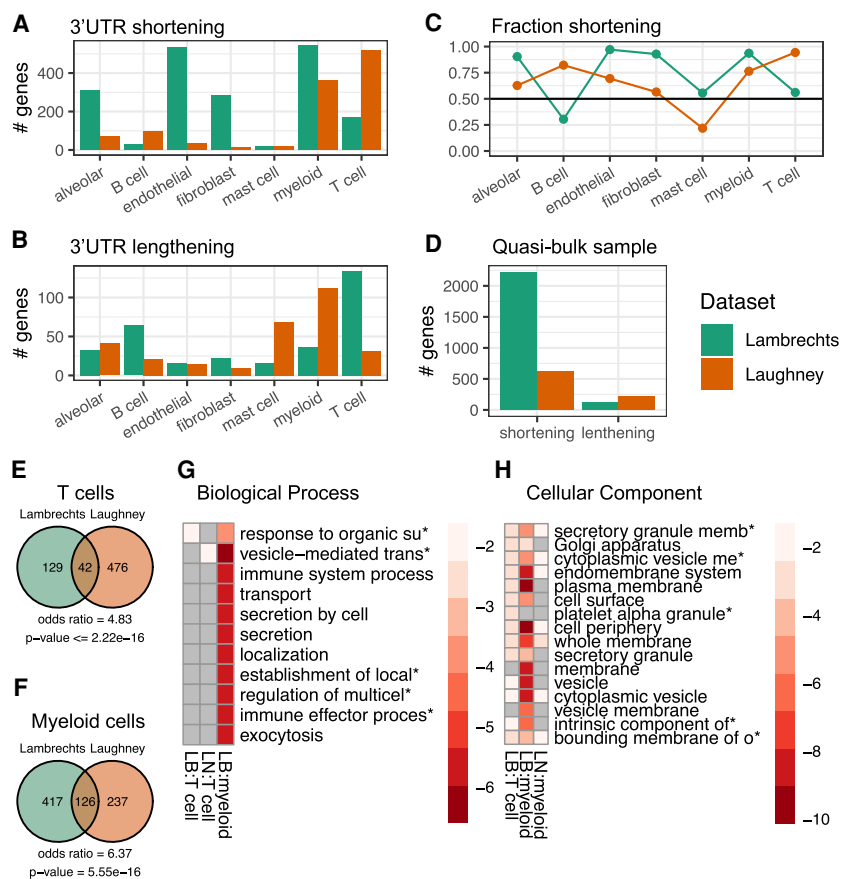 A
3'UTR shortening
# genes
400
200
0
alveolar
B cell
endothelial
fibroblast
mast cell
myeloid
T cell
B
3'UTR lengthening
# genes
100
50
0
alveolar
B cell
endothelial
fibroblast
mast cell
myeloid
T cell
C
Fraction shortening
1.00
0.75
0.50
0.25
0.00
alveolar
B cell
endothelial
fibroblast
mast cell
myeloid
T cell
D
Quasi-bulk sample
# genes
2000
1500
1000
500
0
shortening
lenthening
Dataset
Lambrechts
Laughney
E
T cells
Lambrechts Laughney
129 42 476
odds ratio = 4.83
p-value <= 2.22e-16
F
Myeloid cells
Lambrechts Laughney
417 126 237
odds ratio = 6.37
p-value = 5.55e-16
G
Biological Process
response to organic su*
vesicle-mediated trans*
immune system process
transport
secretion by cell
secretion
localization
establishment of local*
regulation of multicel*
immune effector proces*
exocytosis
LB:T cell
LN:T cell
LB:myeloid
-2
-3
-4
-5
-6
H
Cellular Component
secretory granule memb*
Golgi apparatus
cytoplasmic vesicle me*
endomembrane system
plasma membrane
cell surface
platelet alpha granule*
cell periphery
whole membrane
secretory granule
membrane
vesicle
cytoplasmic vesicle
vesicle membrane
intrinsic component of*
bounding membrane of o*
LB:T cell
LB:myeloid
LN:myeloid
-2
-4
-6
-8
-10